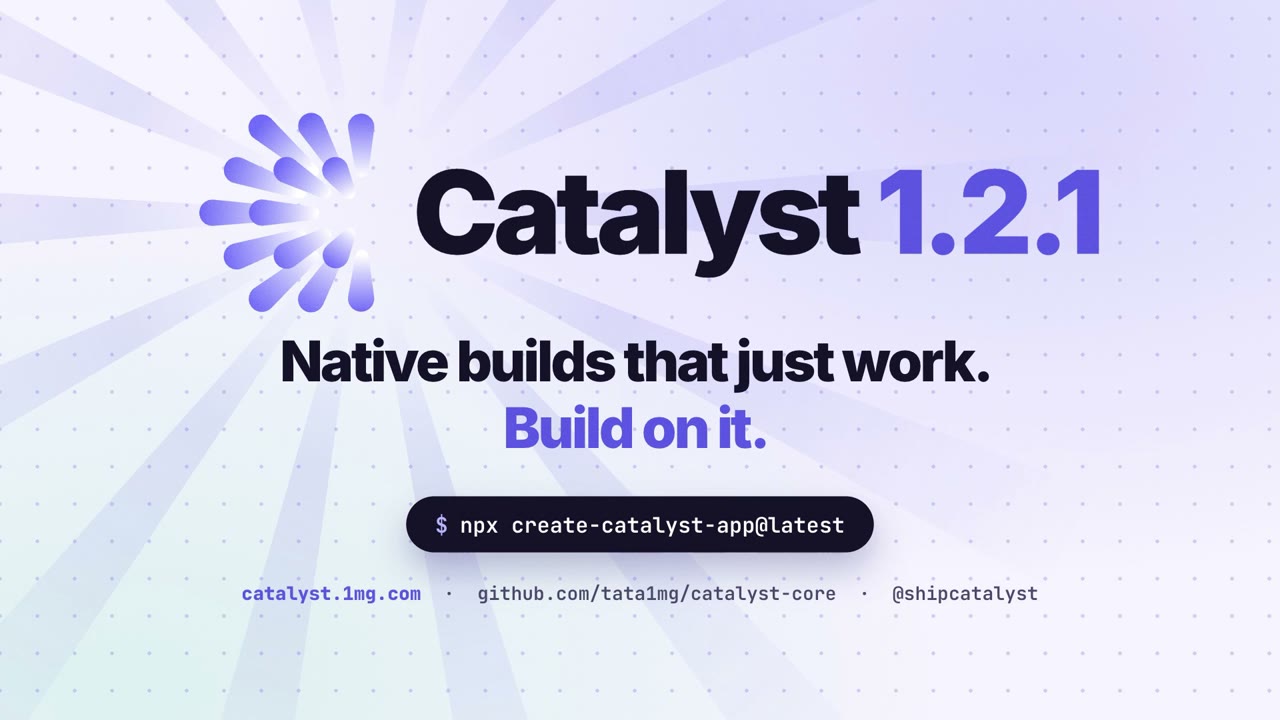 Catalyst 1.2.1
Native builds that just work.
Build on it.
$ npx create-catalyst-app@latest
catalyst.1mg.com · github.com/tata1mg/catalyst-core · @shipcatalyst